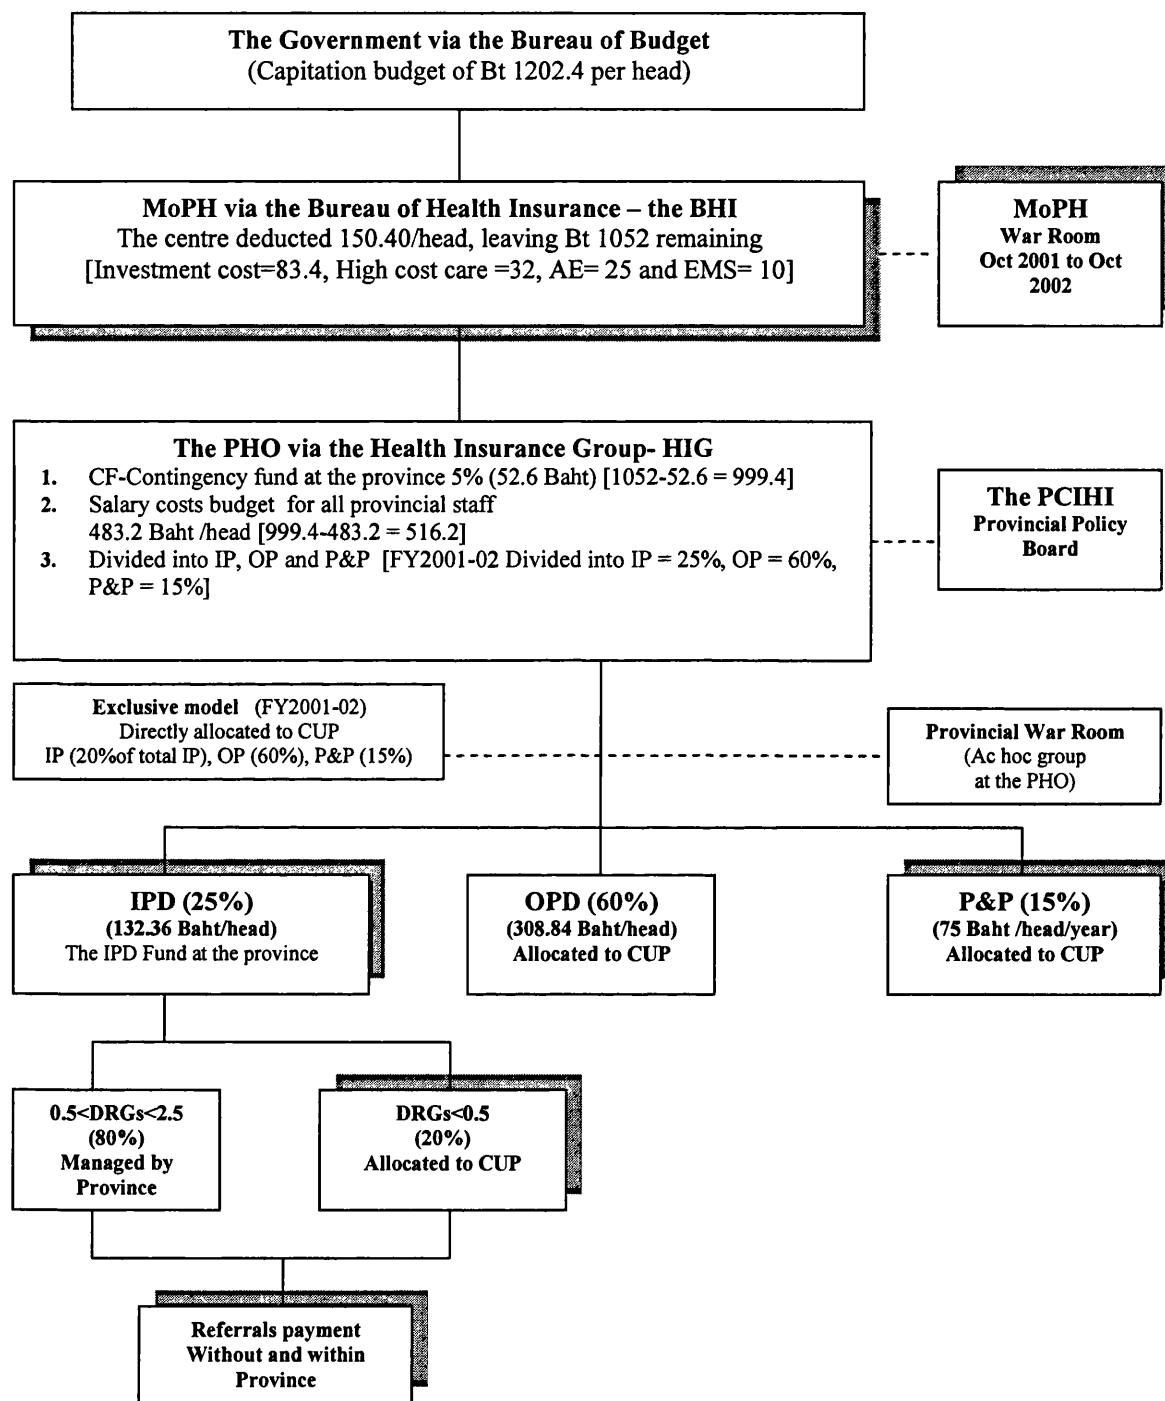 The Government via the Bureau of Budget
(Capitation budget of Bt 1202.4 per head)
MoPH via the Bureau of Health Insurance – the BHI
The centre deducted 150.40/head, leaving Bt 1052 remaining
[Investment cost=83.4, High cost care =32, AE= 25 and EMS= 10]
MoPH
War Room
Oct 2001 to Oct
2002
The PHO via the Health Insurance Group- HIG
1. CF-Contingency fund at the province 5% (52.6 Baht) [1052-52.6 = 999.4]
2. Salary costs budget for all provincial staff
483.2 Baht /head [999.4-483.2 = 516.2]
3. Divided into IP, OP and P&P [FY2001-02 Divided into IP = 25%, OP = 60%,
P&P = 15%]
The PCIHI
Provincial Policy
Board
Exclusive model (FY2001-02)
Directly allocated to CUP
IP (20%of total IP), OP (60%), P&P (15%)
Provincial War Room
(Ac hoc group
at the PHO)
IPD (25%)
(132.36 Baht/head)
The IPD Fund at the province
OPD (60%)
(308.84 Baht/head)
Allocated to CUP
P&P (15%)
(75 Baht /head/year)
Allocated to CUP
0.5<DRGs<2.5
(80%)
Managed by
Province
DRGs<0.5
(20%)
Allocated to CUP
Referrals payment
Without and within
Province